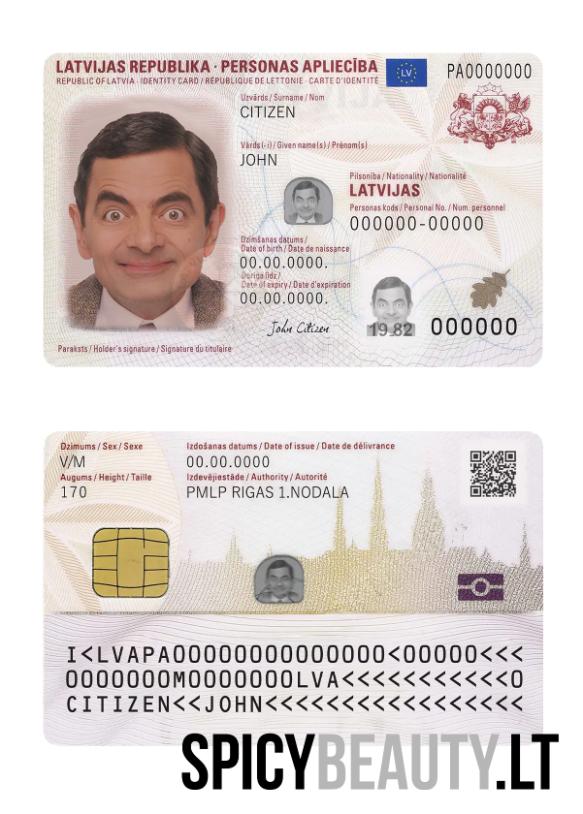 LATVIJAS REPUBLIKA · PERSONAS APLIECĪBA
REPUBLIC OF LATVIA · IDENTITY CARD / RÉPUBLIQUE DE LETTONIE · CARTE D'IDENTITÉ
LV
PA0000000
Uzvārds / Surname / Nom
CITIZEN
Vārds (-i) / Given name(s) / Prénom(s)
JOHN
Pilsonība / Nationality / Nationalité
LATVIJAS
Personas kods / Personal No. / Num. personnel
000000-00000
Dzimšanas datums /
Date of birth / Date de naissance
00.00.0000.
Derīga līdz /
Date of expiry / Date d'expiration
00.00.0000.
John Citizen
19.82
000000
Paraksts / Holder's signature / Signature du titulaire
Dzimums / Sex / Sexe
V/M
Augums / Height / Taille
170
Izdošanas datums / Date of issue / Date de délivrance
00.00.0000
Izdevējiestāde / Authority / Autorité
PMLP RIGAS 1.NODALA
I<LVAPA000000000000000<00000<<<
0000000M0000000LVA<<<<<<<<<<<0
CITIZEN<<JOHN<<<<<<<<<<<<<<<<<
SPICYBEAUTY.LT